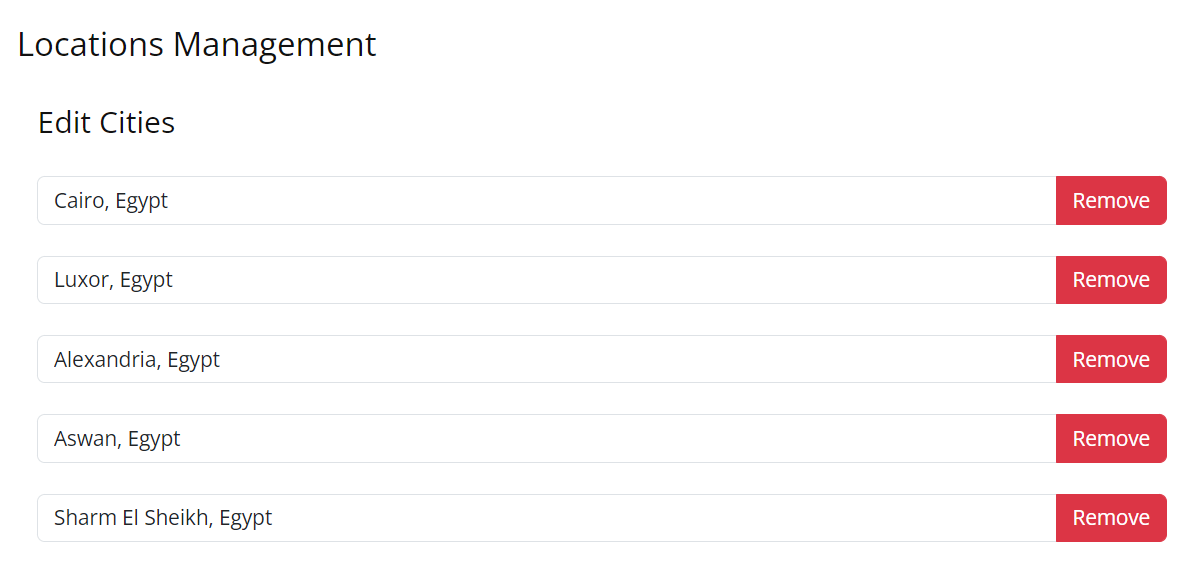 Locations Management
Edit Cities
Cairo, Egypt Remove
Luxor, Egypt Remove
Alexandria, Egypt Remove
Aswan, Egypt Remove
Sharm El Sheikh, Egypt Remove